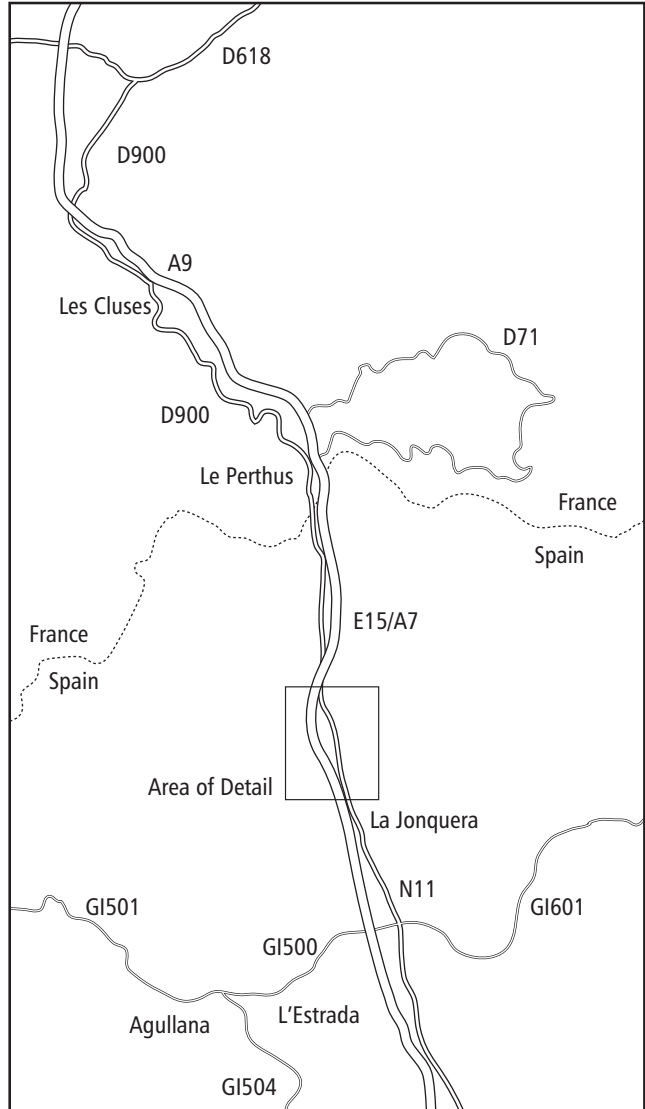 D618
D900
A9
Les Cluses
D71
D900
Le Perthus
France
Spain
E15/A7
France
Spain
Area of Detail
La Jonquera
N11
GI501
GI601
GI500
L'Estrada
Agullana
GI504